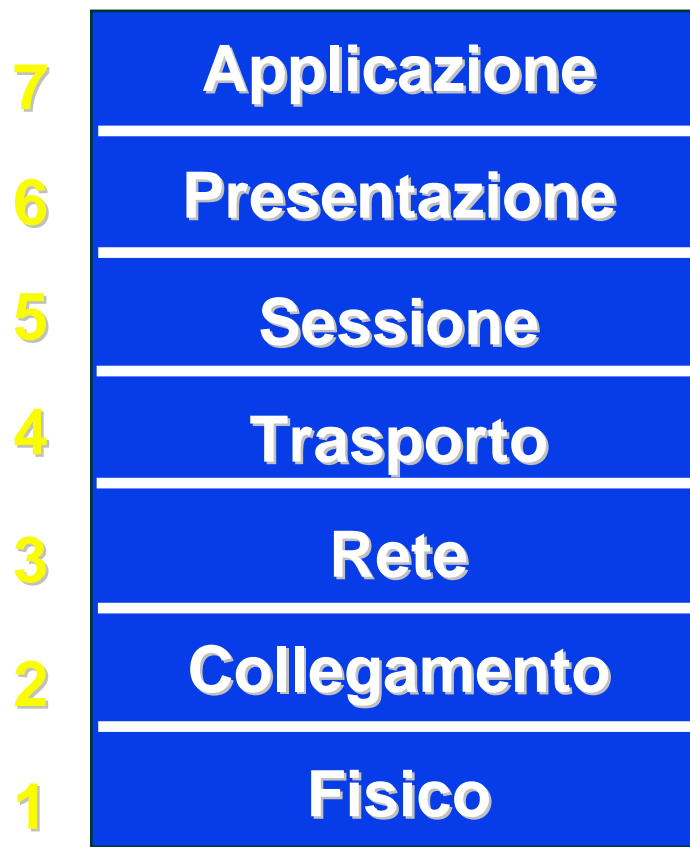 7 Applicazione
6 Presentazione
5 Sessione
4 Trasporto
3 Rete
2 Collegamento
1 Fisico